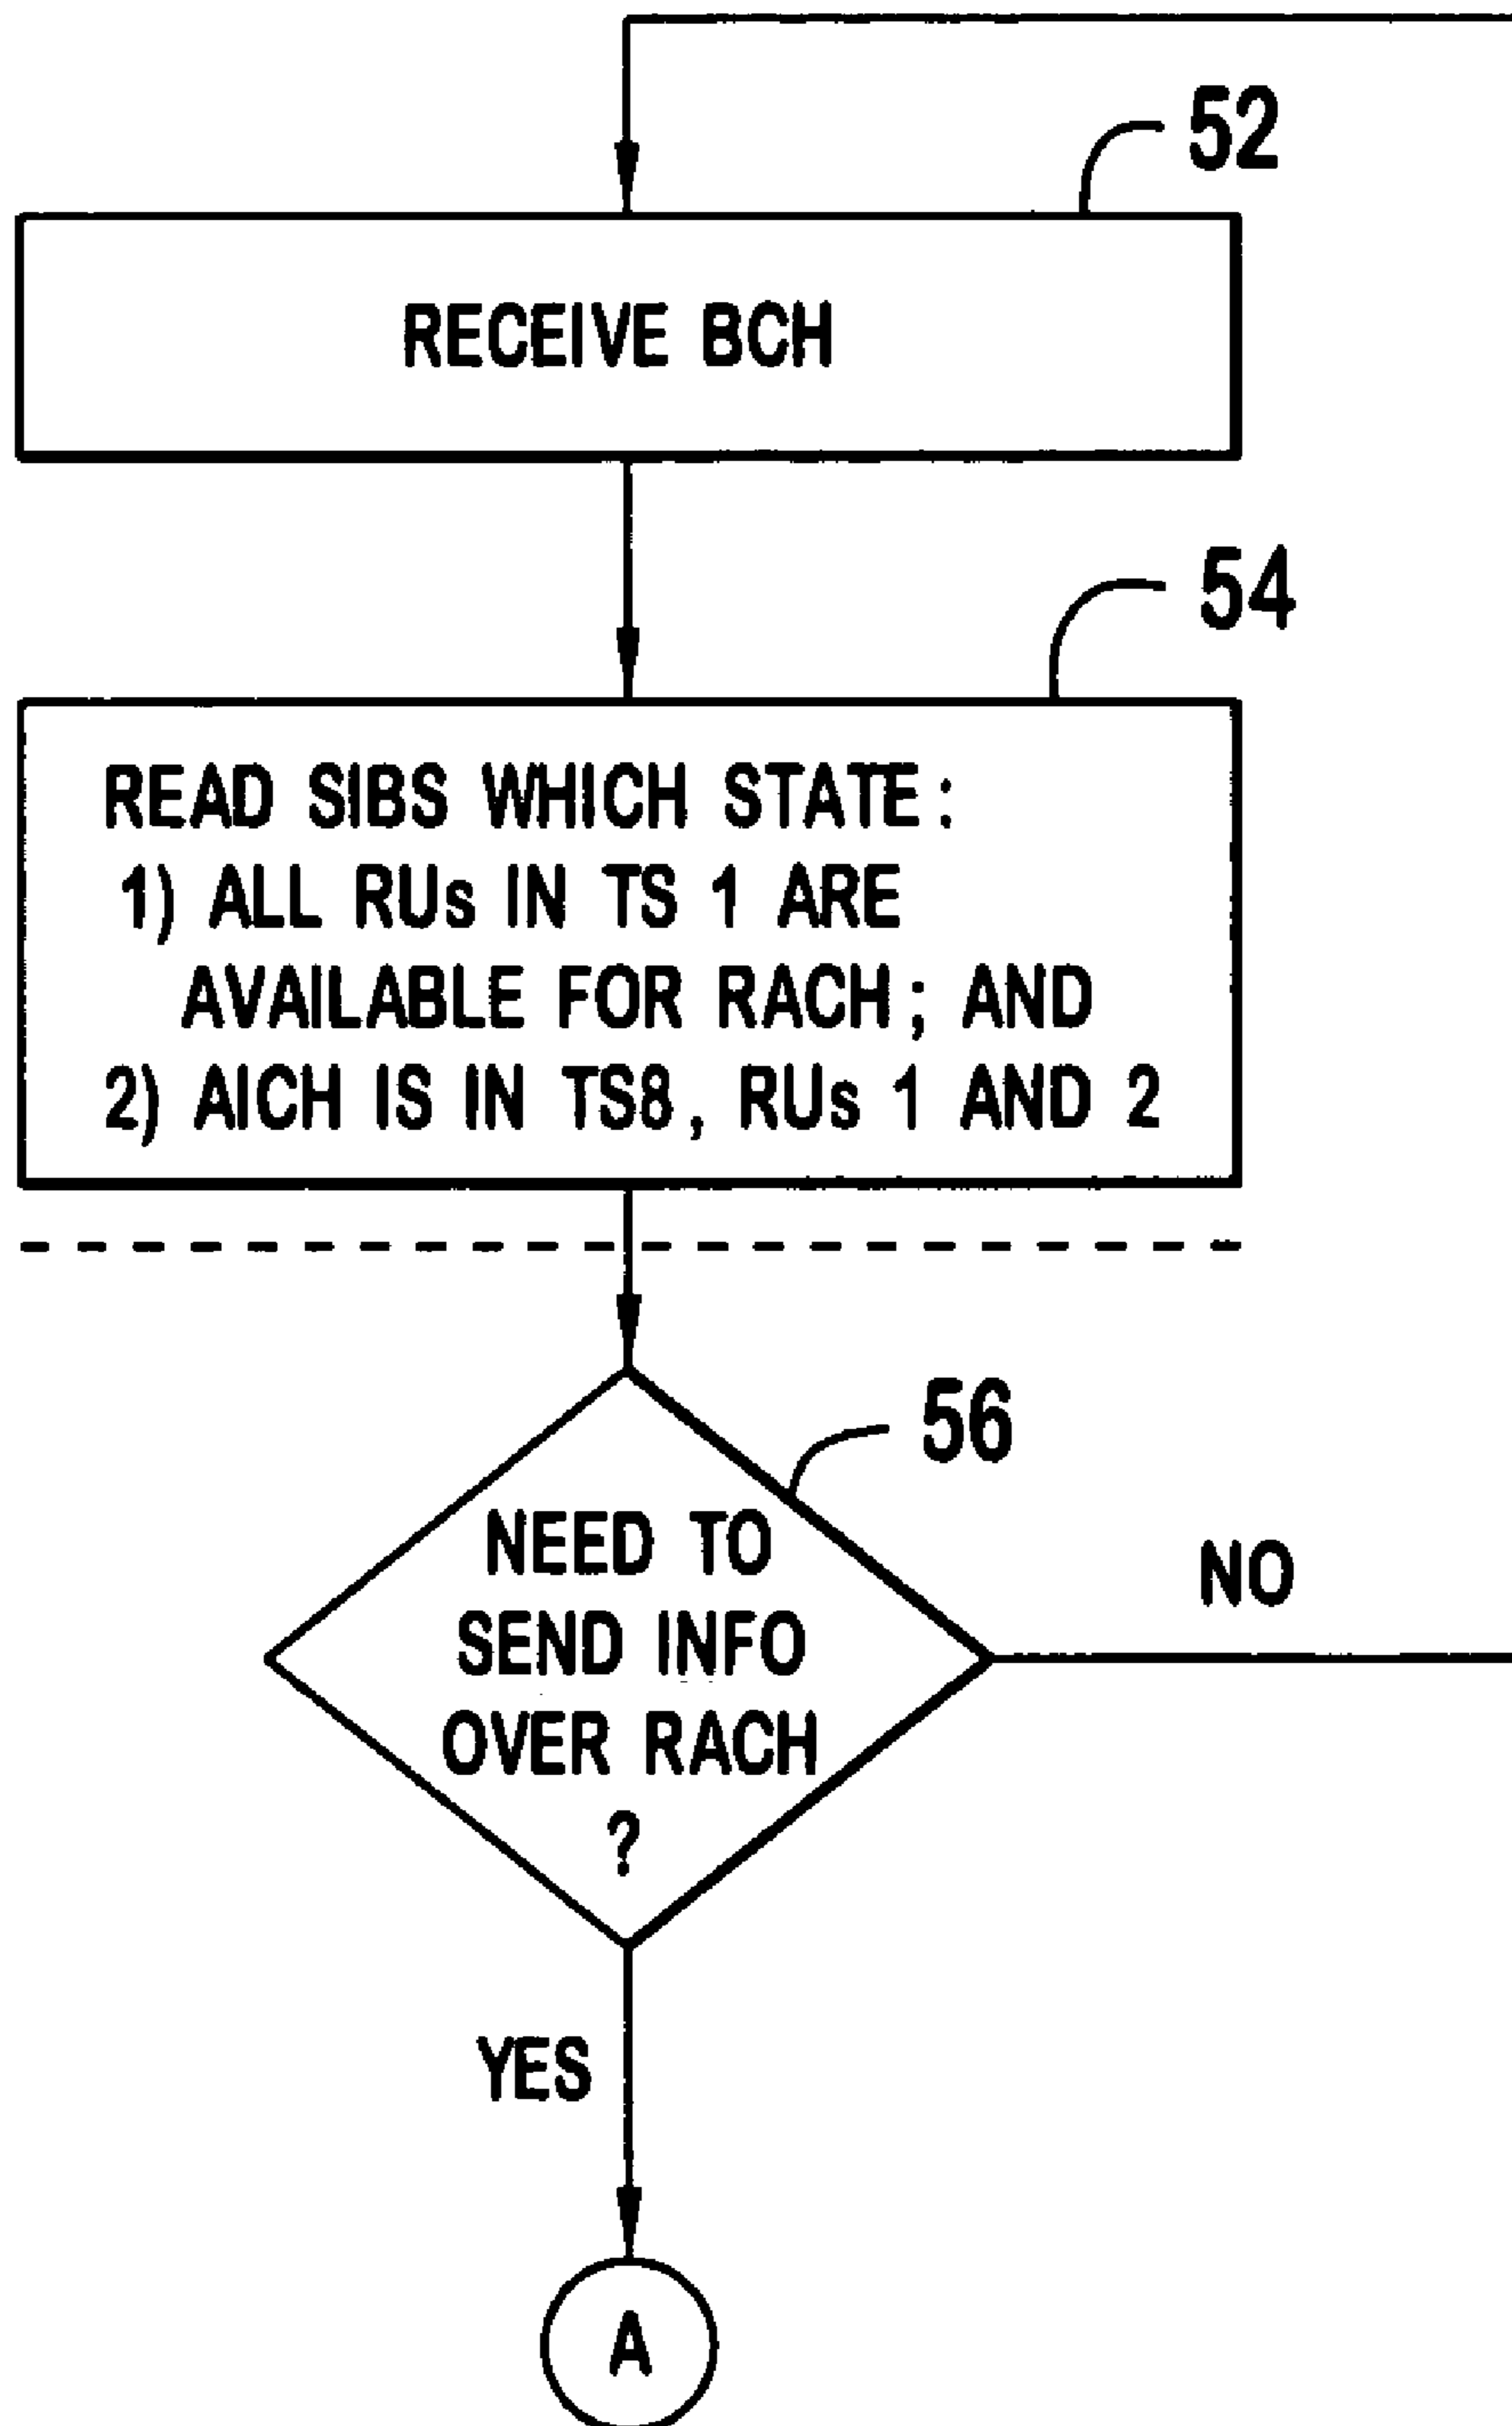 52
RECEIVE BCH
54
READ SIBS WHICH STATE:
1) ALL RUs IN TS 1 ARE
AVAILABLE FOR RACH; AND
2) AICH IS IN TS8, RUs 1 AND 2
56
NEED TO
SEND INFO
OVER RACH
?
NO
YES
A